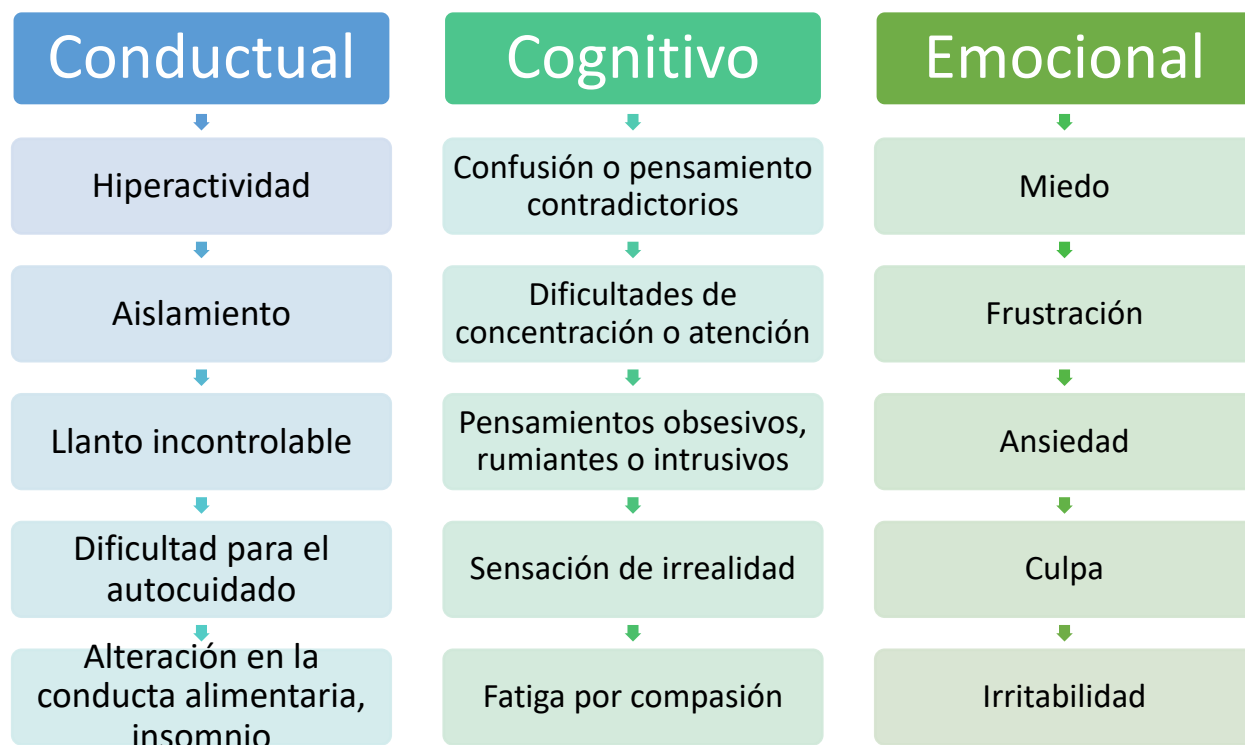 Conductual
Hiperactividad
Aislamiento
Llanto incontrolable
Dificultad para el
autocuidado
Alteración en la
conducta alimentaria,
insomnio
Cognitivo
Confusión o pensamiento
contradictorios
Dificultades de
concentración o atención
Pensamientos obsesivos,
rumiantes o intrusivos
Sensación de irrealidad
Fatiga por compasión
Emocional
Miedo
Frustración
Ansiedad
Culpa
Irritabilidad